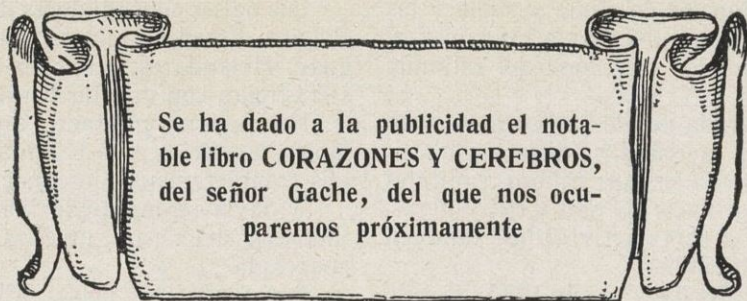 Se ha dado a la publicidad el nota-
ble libro CORAZONES Y CEREBROS,
del señor Gache, del que nos ocu-
paremos próximamente